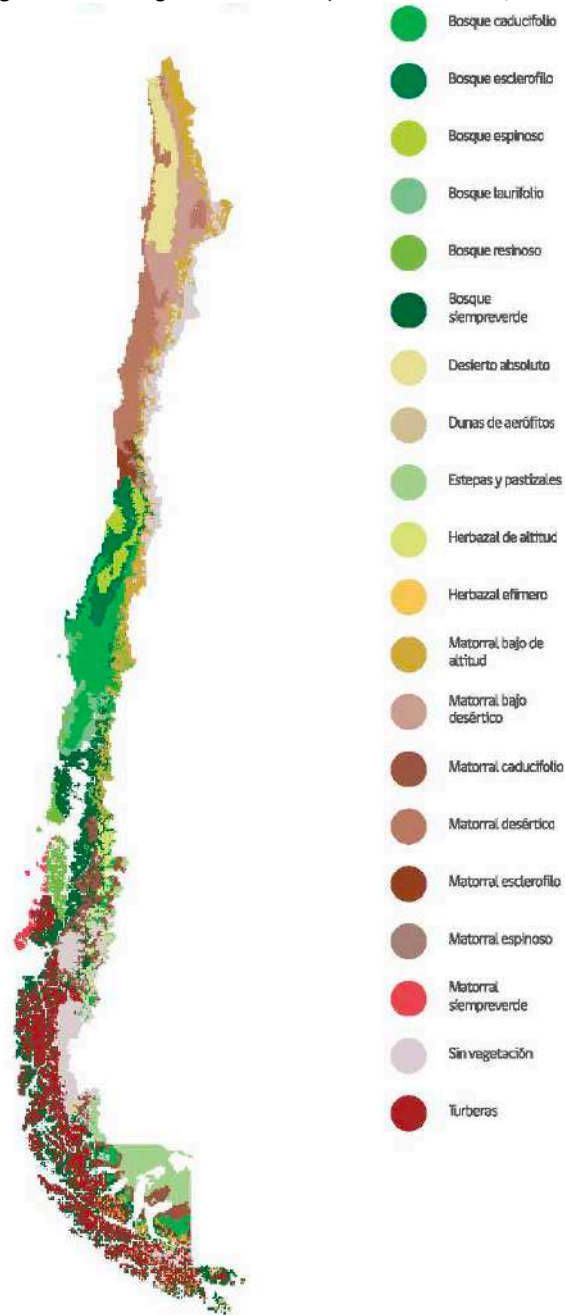 Bosque caducifolio
Bosque esclerofilo
Bosque espinoso
Bosque laurifolio
Bosque resinoso
Bosque
siempreverde
Desierto absoluto
Dunas de aerófitos
Estepas y pastizales
Herbazal de altitud
Herbazal efímero
Matorral bajo de
altitud
Matorral bajo
desértico
Matorral caducifolio
Matorral desértico
Matorral esclerofilo
Matorral espinoso
Matorral
siempreverde
Sin vegetación
Turberas